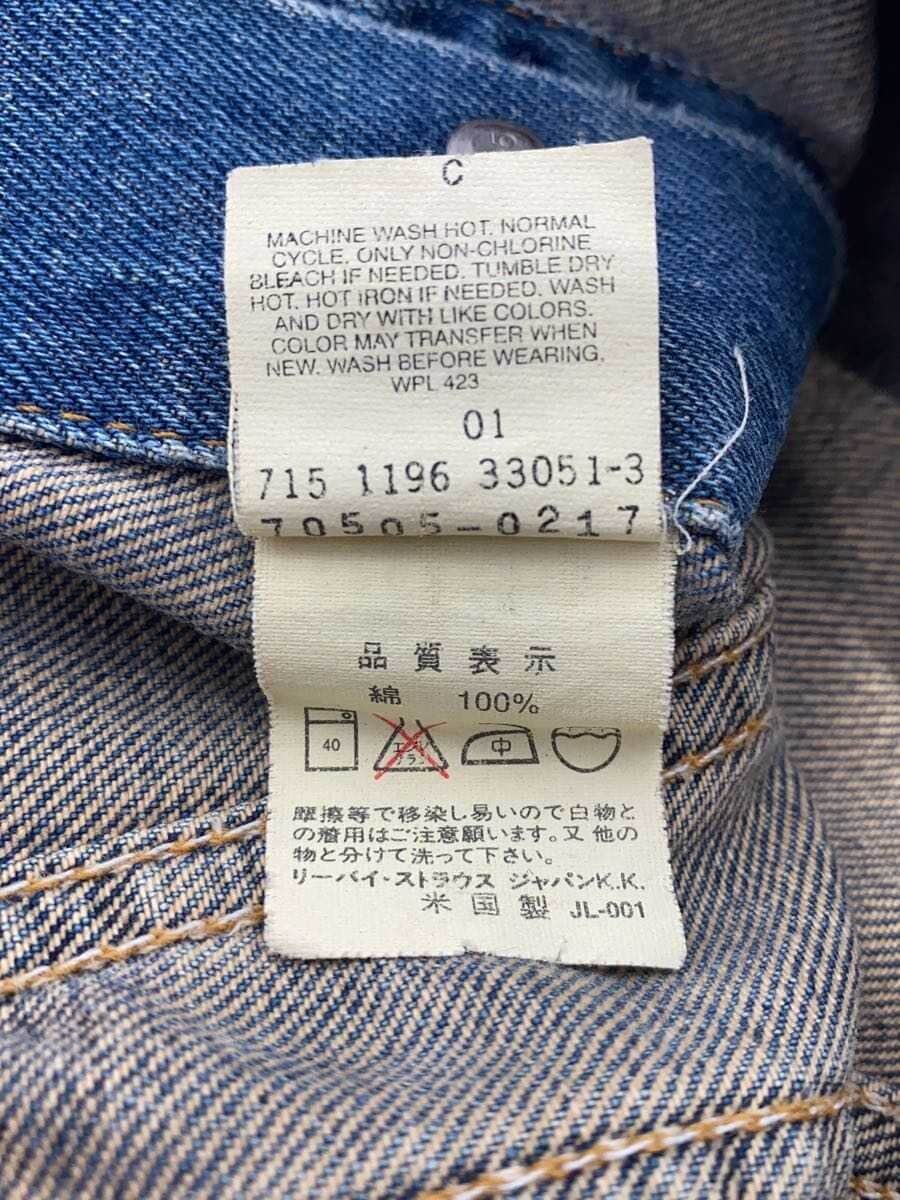 C
MACHINE WASH HOT. NORMAL
CYCLE. ONLY NON-CHLORINE
BLEACH IF NEEDED. TUMBLE DRY
HOT. HOT IRON IF NEEDED. WASH
AND DRY WITH LIKE COLORS.
COLOR MAY TRANSFER WHEN
NEW. WASH BEFORE WEARING.
WPL 423
01
715 1196 33051-3
70505-0217
品質表示
綿 100%
40 中
摩擦等で移染し易いので白物と
の着用はご注意願います。又 他の
物と分けて洗って下さい。
リーバイ・ストラウス ジャパンK.K.
米国製 JL-001